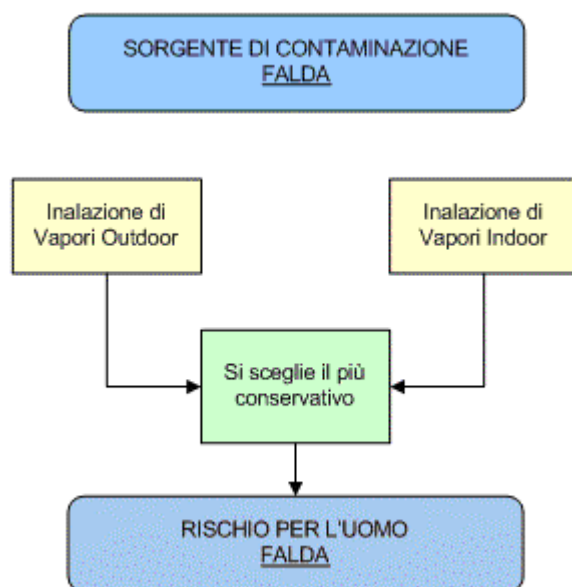 SORGENTE DI CONTAMINAZIONE
FALDA
Inalazione di
Vapori Outdoor
Inalazione di
Vapori Indoor
Si sceglie il più
conservativo
RISCHIO PER L'UOMO
FALDA